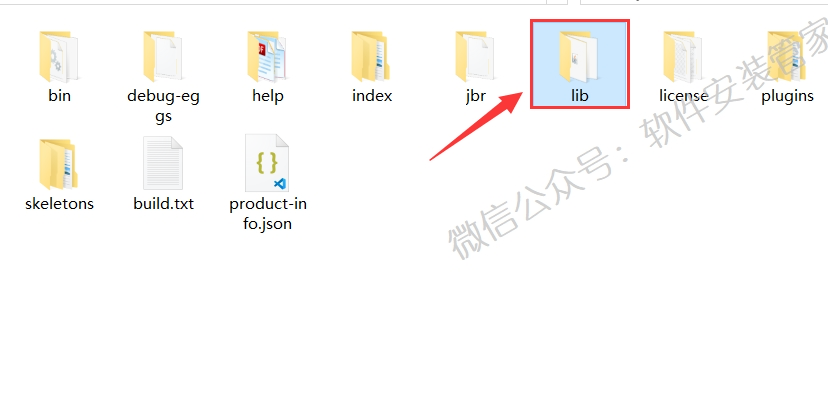 bin
debug-eg
gs
help
index
jbr
lib
license
plugins
skeletons
build.txt
product-in
fo.json
微信公众号：软件安装管家